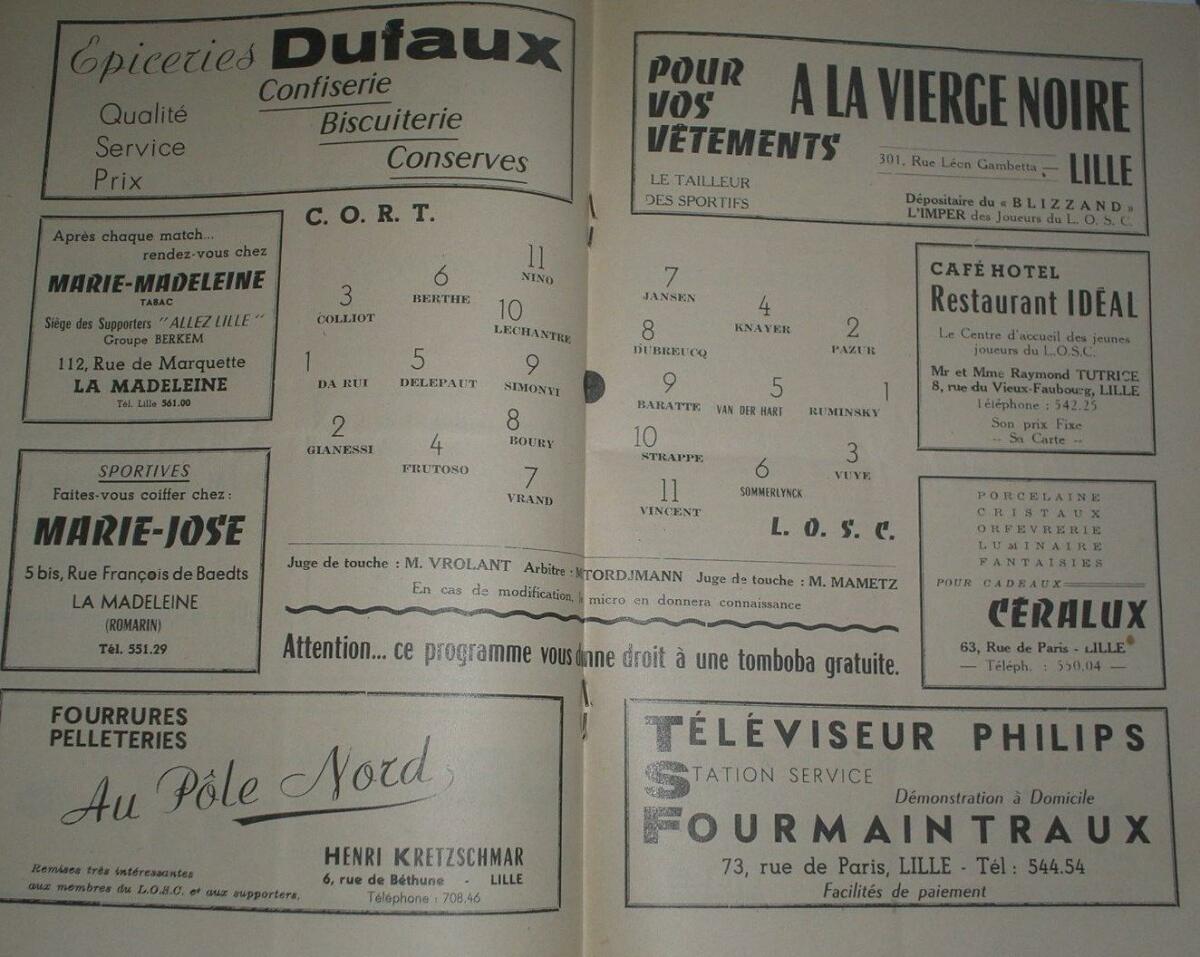 Epiceries Dufaux
Confiserie
Biscuiterie
Conserves
Qualité
Service
Prix
POUR VOS VÊTEMENTS
A LA VIERGE NOIRE
301, Rue Léon Gambetta — LILLE
LE TAILLEUR
DES SPORTIFS
Dépositaire du « BLIZZAND »
L'IMPER des Joueurs du L. O. S. C.
Après chaque match...
rendez-vous chez
MARIE-MADELEINE
TABAC
Siège des Supporters "ALLEZ LILLE"
Groupe BERKEM
112, Rue de Marquette
LA MADELEINE
Tél. Lille 561.00
SPORTIVES
Faites-vous coiffer chez :
MARIE-JOSE
5 bis, Rue François de Baedts
LA MADELEINE
(ROMARIN)
Tél. 551.29
C. O. R. T.
11
NINO
6
BERTHE
3
COLLIOT
10
LECHANTRE
1
DA RUI
5
DELEPAUT
9
SIMONYI
2
GIANESSI
8
BOURY
4
FRUTOSO
7
VRAND
7
JANSEN
4
KNAYER
8
DUBREUCQ
2
PAZUR
9
BARATTE
5
VAN DER HART
1
RUMINSKY
10
STRAPPE
3
VUYE
6
SOMMERLYNCK
11
VINCENT
L. O. S. C.
Juge de touche : M. VROLANT Arbitre : M TORDJMANN Juge de touche : M. MAMETZ
En cas de modification, micro en donnera connaissance
Attention... ce programme vous donne droit à une tomboba gratuite.
CAFÉ HOTEL
Restaurant IDÉAL
Le Centre d'accueil des jeunes
joueurs du L.O.S.C.
Mr et Mme Raymond TUTRICE
8, rue du Vieux-Faubourg, LILLE
Téléphone : 542.25
Son prix Fixe
-- Sa Carte --
PORCELAINE
CRISTAUX
ORFEVRERIE
LUMINAIRE
FANTAISIES
POUR CADEAUX
CÉRALUX
63, Rue de Paris - LILLE
— Téléph. : 550.04 —
FOURRURES
PELLETERIES
Au Pôle Nord
HENRI KRETZSCHMAR
6, rue de Béthune - LILLE
Téléphone : 708.46
Remises très intéressantes
aux membres du L.O.S.C. et aux supporters.
TÉLÉVISEUR PHILIPS
STATION SERVICE
Démonstration à Domicile
FOURMAINTRAUX
73, rue de Paris, LILLE - Tél : 544.54
Facilités de paiement